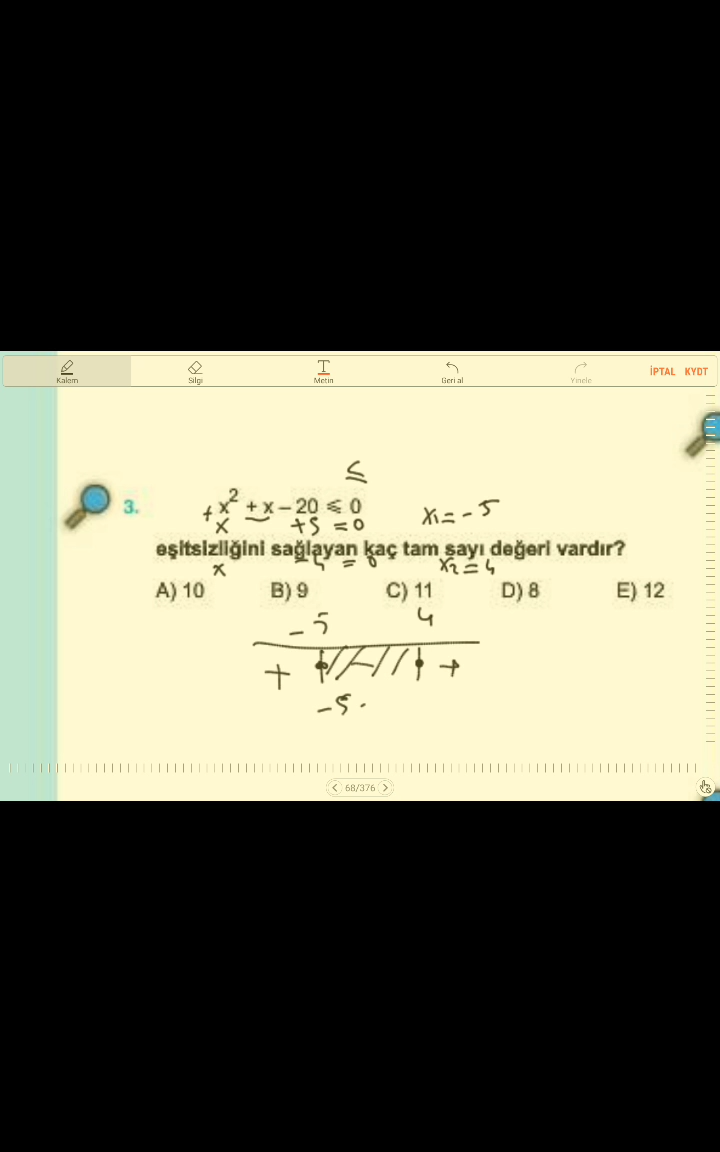 Kalem Silgi Metin Geri al Yinele İPTAL KYDT
≤
3. + x² + x – 20 ⩽ 0
x +5 = 0 x₁ = -5
eşitsizliğini sağlayan kaç tam sayı değeri vardır?
x -4 = 0 x₂ = 4
A) 10 B) 9 C) 11 D) 8 E) 12
-5 4
+ +
-5 .
68/376